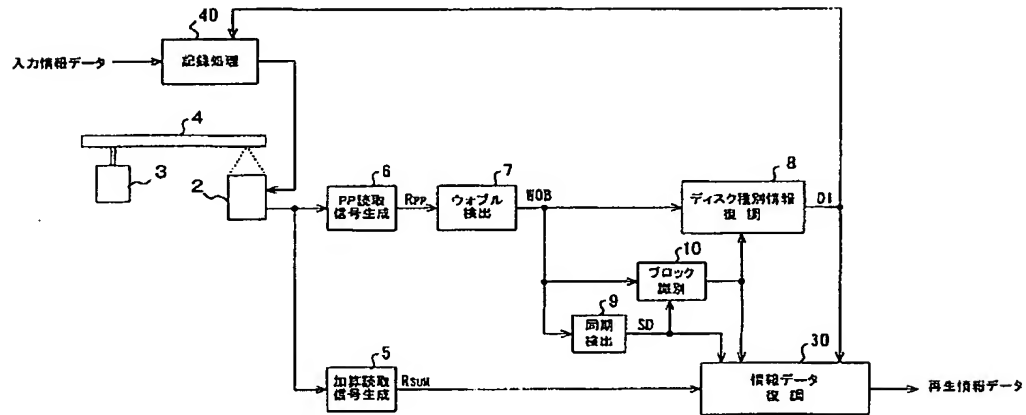 40
記録処理
入力情報データ
4
3
2
6
PP読取
信号生成
RPP
7
ウォブル
検出
WOB
8
ディスク種別情報
復調
DI
10
ブロック
識別
9
同期
検出
SD
5
加算読取
信号生成
RSUM
30
情報データ
復調
再生情報データ